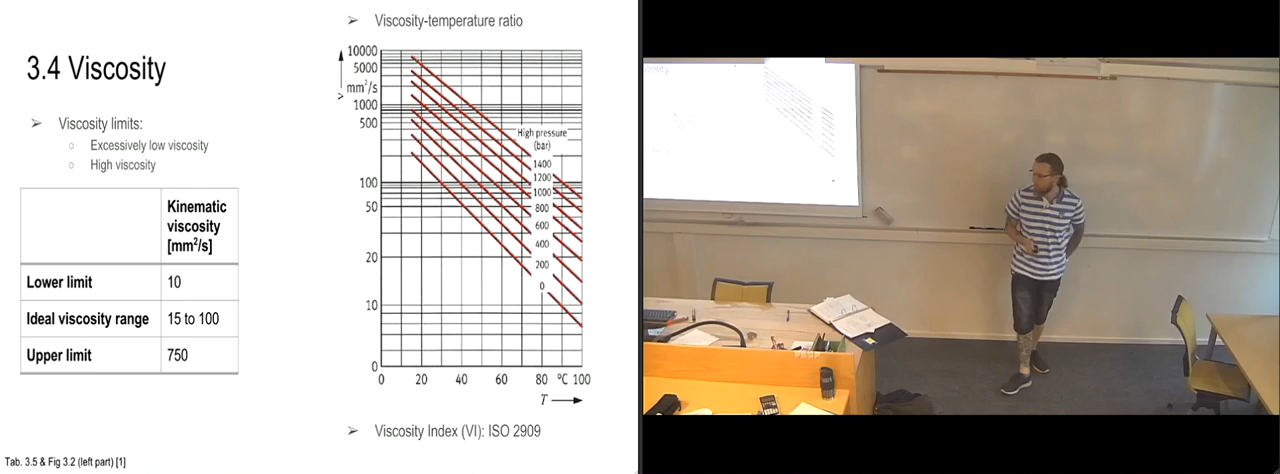 3.4 Viscosity
➢ Viscosity limits:
○ Excessively low viscosity
○ High viscosity
Kinematic
viscosity
[mm²/s]
Lower limit 10
Ideal viscosity range 15 to 100
Upper limit 750
Tab. 3.5 & Fig 3.2 (left part) [1]
➢ Viscosity-temperature ratio
10000
5000
mm²/s
ν
1000
500
100
50
20
10
0
High pressure
(bar)
1400
1200
1000
800
600
400
200
0
0 20 40 60 80 ºC 100
T
➢ Viscosity Index (VI): ISO 2909